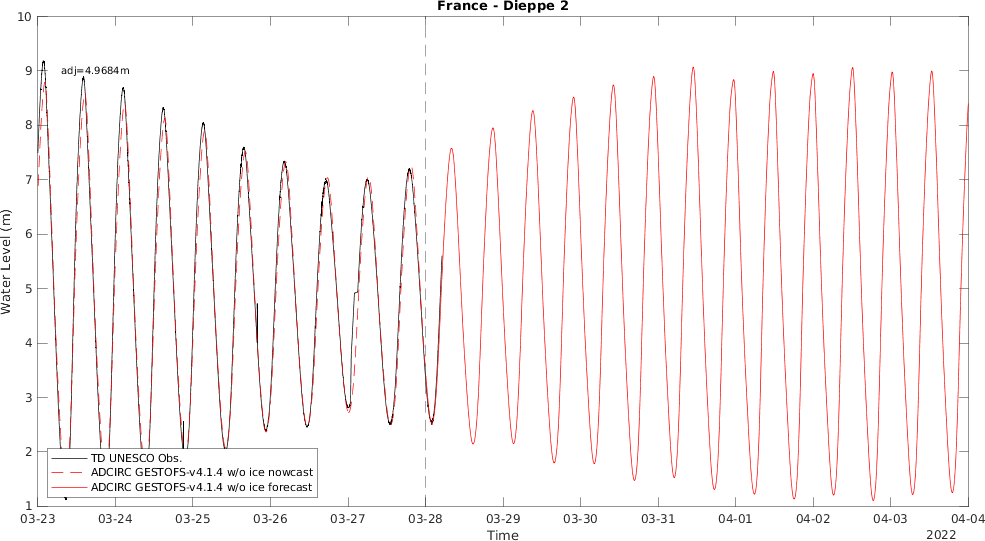 France - Dieppe 2
adj=4.9684m
Water Level (m)
10
9
8
7
6
5
4
3
2
1
TD UNESCO Obs.
ADCIRC GESTOFS-v4.1.4 w/o ice nowcast
ADCIRC GESTOFS-v4.1.4 w/o ice forecast
03-23 03-24 03-25 03-26 03-27 03-28 03-29 03-30 03-31 04-01 04-02 04-03 04-04
Time
2022